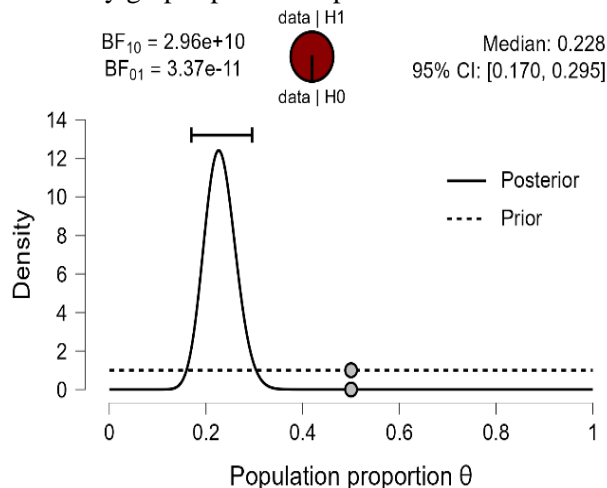 data | H1
BF₁₀ = 2.96e+10
BF₀₁ = 3.37e-11
data | H0
Median: 0.228
95% CI: [0.170, 0.295]
14
12
10
8
6
4
2
0
Density
Posterior
Prior
0 0.2 0.4 0.6 0.8 1
Population proportion θ